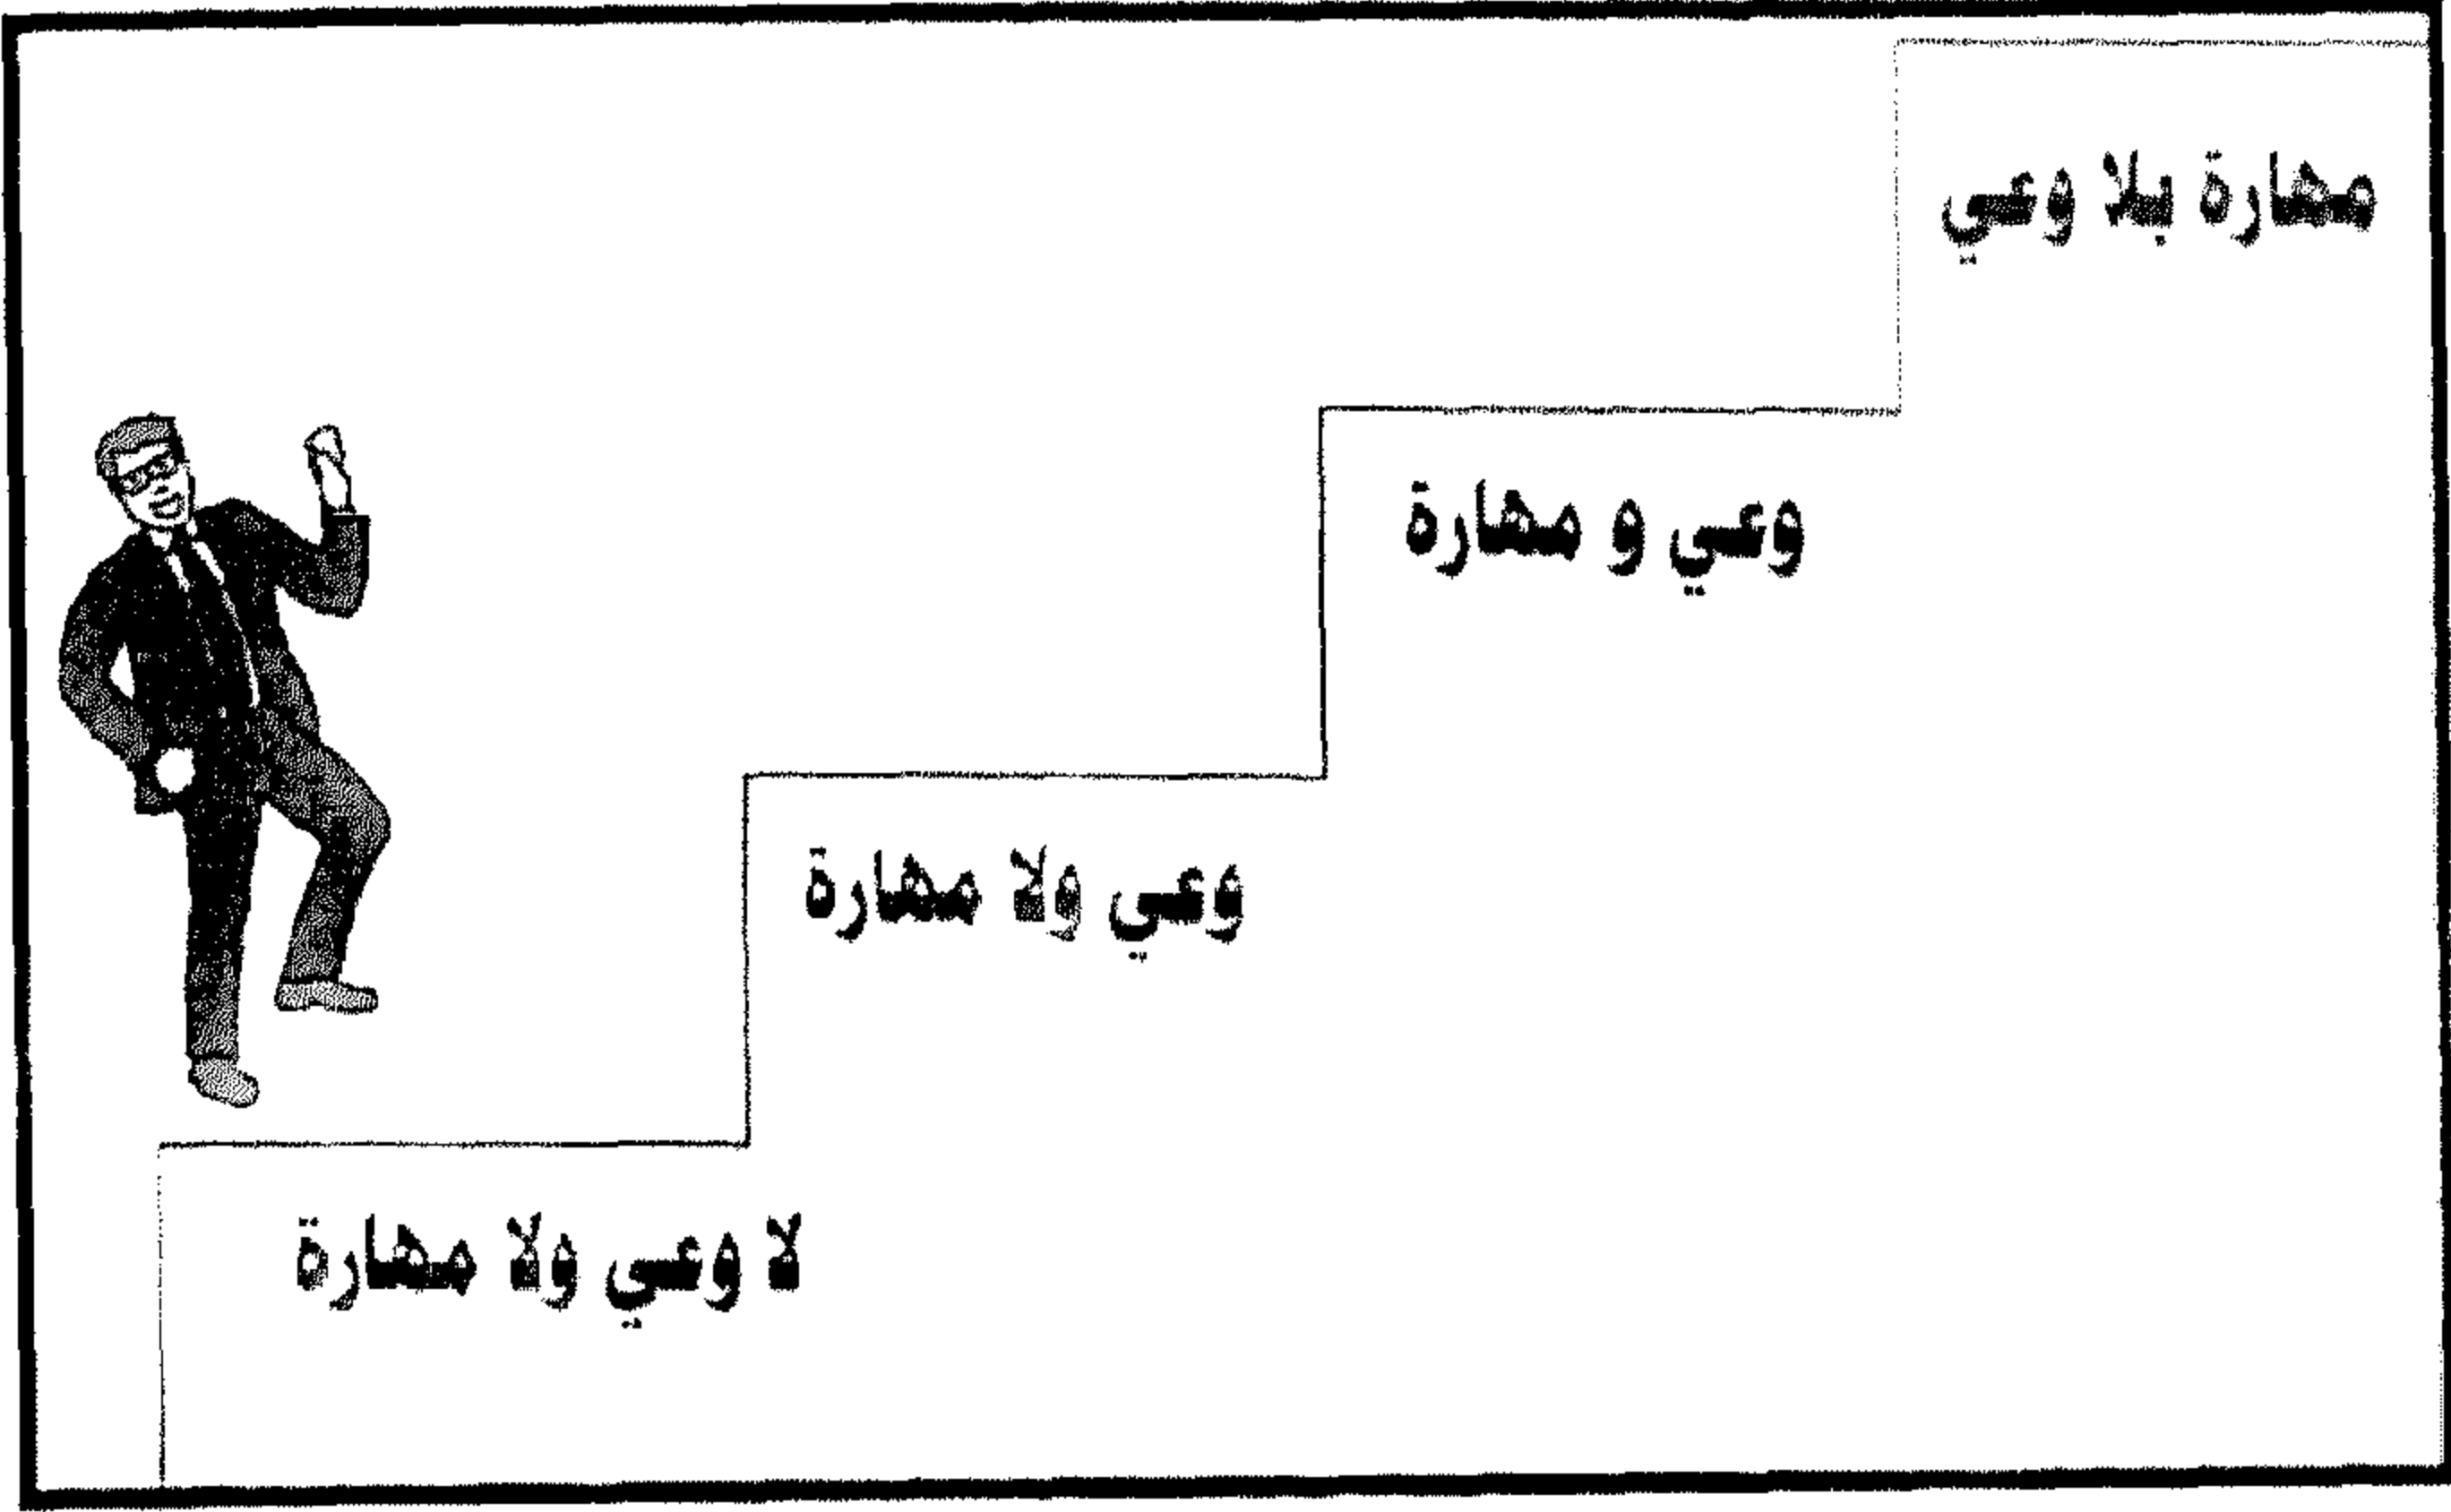 مهارة بلا وعي
وعي و مهارة
وعي ولا مهارة
لا وعي ولا مهارة